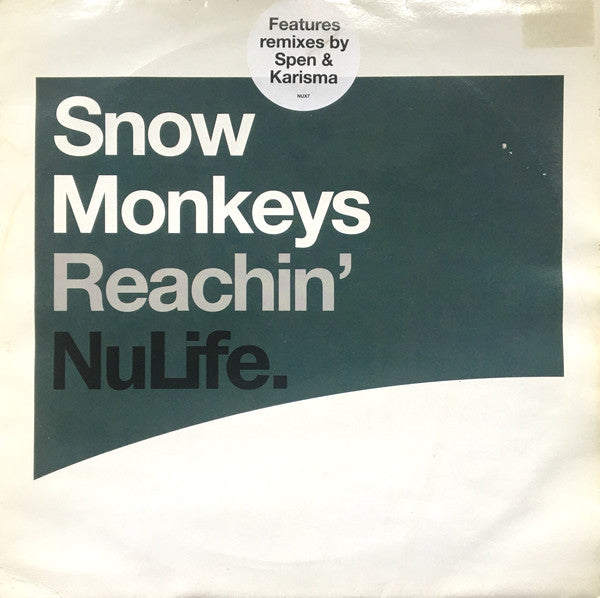 Features
remixes by
Spen &
Karisma
NUX7
Snow
Monkeys
Reachin’
NuLife.